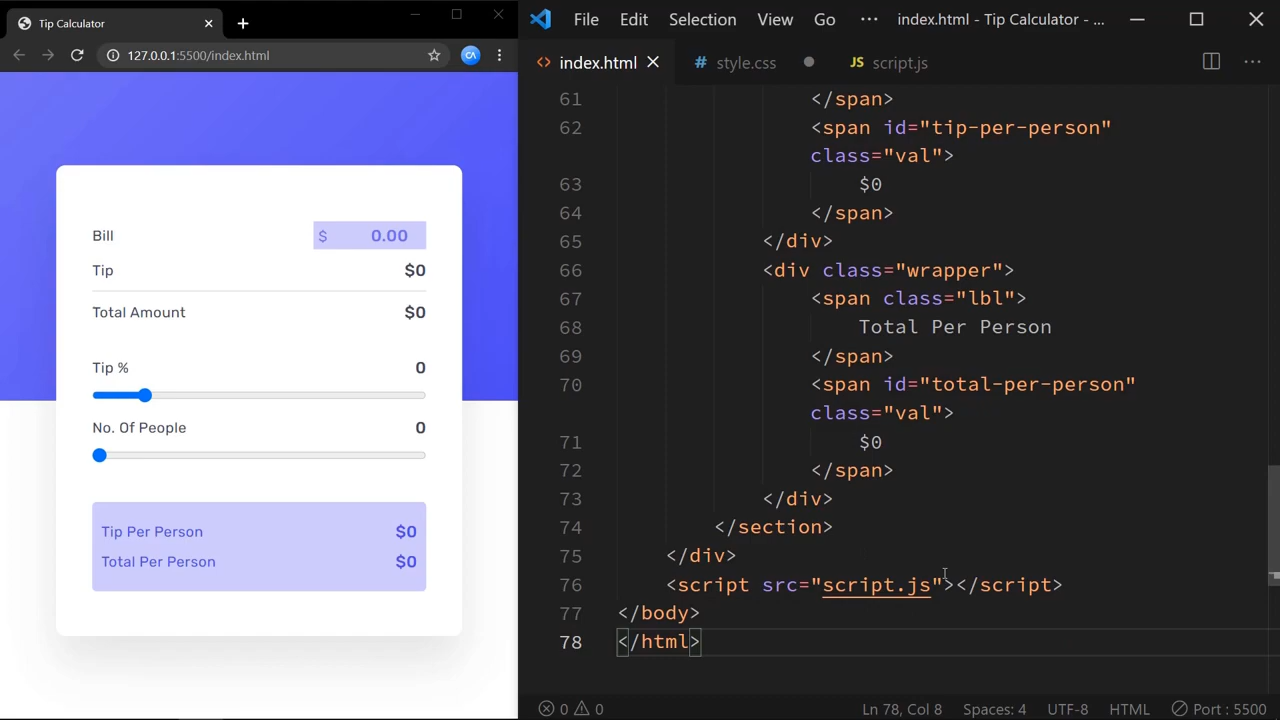 Tip Calculator
127.0.0.1:5500/index.html
CA
Bill $ 0.00
Tip $0
Total Amount $0
Tip % 0
No. Of People 0
Tip Per Person $0
Total Per Person $0
File Edit Selection View Go ··· index.html - Tip Calculator - ...
<> index.html # style.css JS script.js ···
61 </span>
62 <span id="tip-per-person"
class="val">
63 $0
64 </span>
65 </div>
66 <div class="wrapper">
67 <span class="lbl">
68 Total Per Person
69 </span>
70 <span id="total-per-person"
class="val">
71 $0
72 </span>
73 </div>
74 </section>
75 </div>
76 <script src="script.js"></script>
77 </body>
78 </html>
0 0 Ln 78, Col 8 Spaces: 4 UTF-8 HTML Port : 5500